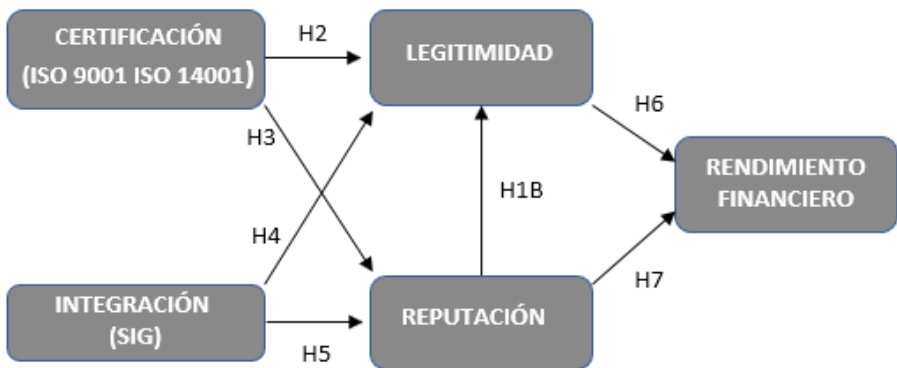 CERTIFICACIÓN
(ISO 9001 ISO 14001)
H2
LEGITIMIDAD
H6
H3
RENDIMIENTO
FINANCIERO
H1B
H4
H7
INTEGRACIÓN
(SIG)
REPUTACIÓN
H5